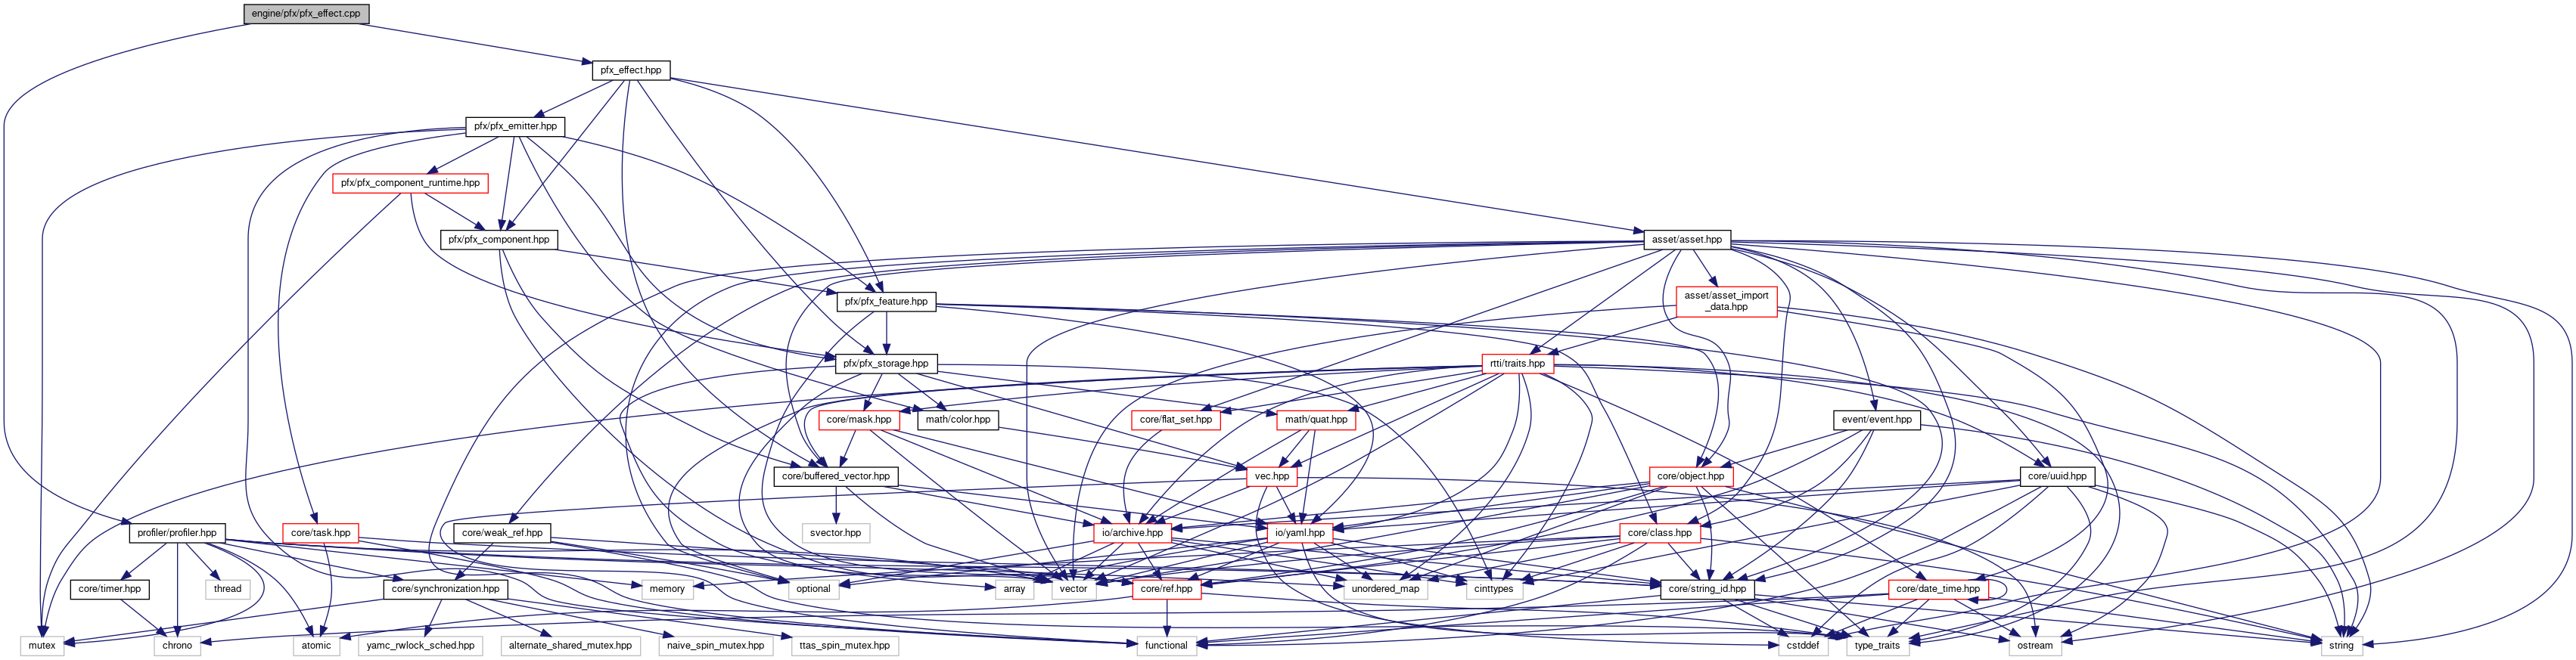 engine/pfx/pfx_effect.cpp
pfx_effect.hpp
pfx/pfx_emitter.hpp
pfx/pfx_component_runtime.hpp
pfx/pfx_component.hpp
asset/asset.hpp
pfx/pfx_feature.hpp
asset/asset_import
_data.hpp
pfx/pfx_storage.hpp
rtti/traits.hpp
core/mask.hpp
math/color.hpp
core/flat_set.hpp
math/quat.hpp
event/event.hpp
core/buffered_vector.hpp
vec.hpp
core/object.hpp
core/uuid.hpp
profiler/profiler.hpp
core/task.hpp
core/weak_ref.hpp
svector.hpp
io/archive.hpp
io/yaml.hpp
core/class.hpp
core/timer.hpp
thread
core/synchronization.hpp
memory
optional
array
vector
core/ref.hpp
unordered_map
cinttypes
core/string_id.hpp
core/date_time.hpp
mutex
chrono
atomic
yamc_rwlock_sched.hpp
alternate_shared_mutex.hpp
naive_spin_mutex.hpp
ttas_spin_mutex.hpp
functional
cstddef
type_traits
ostream
string